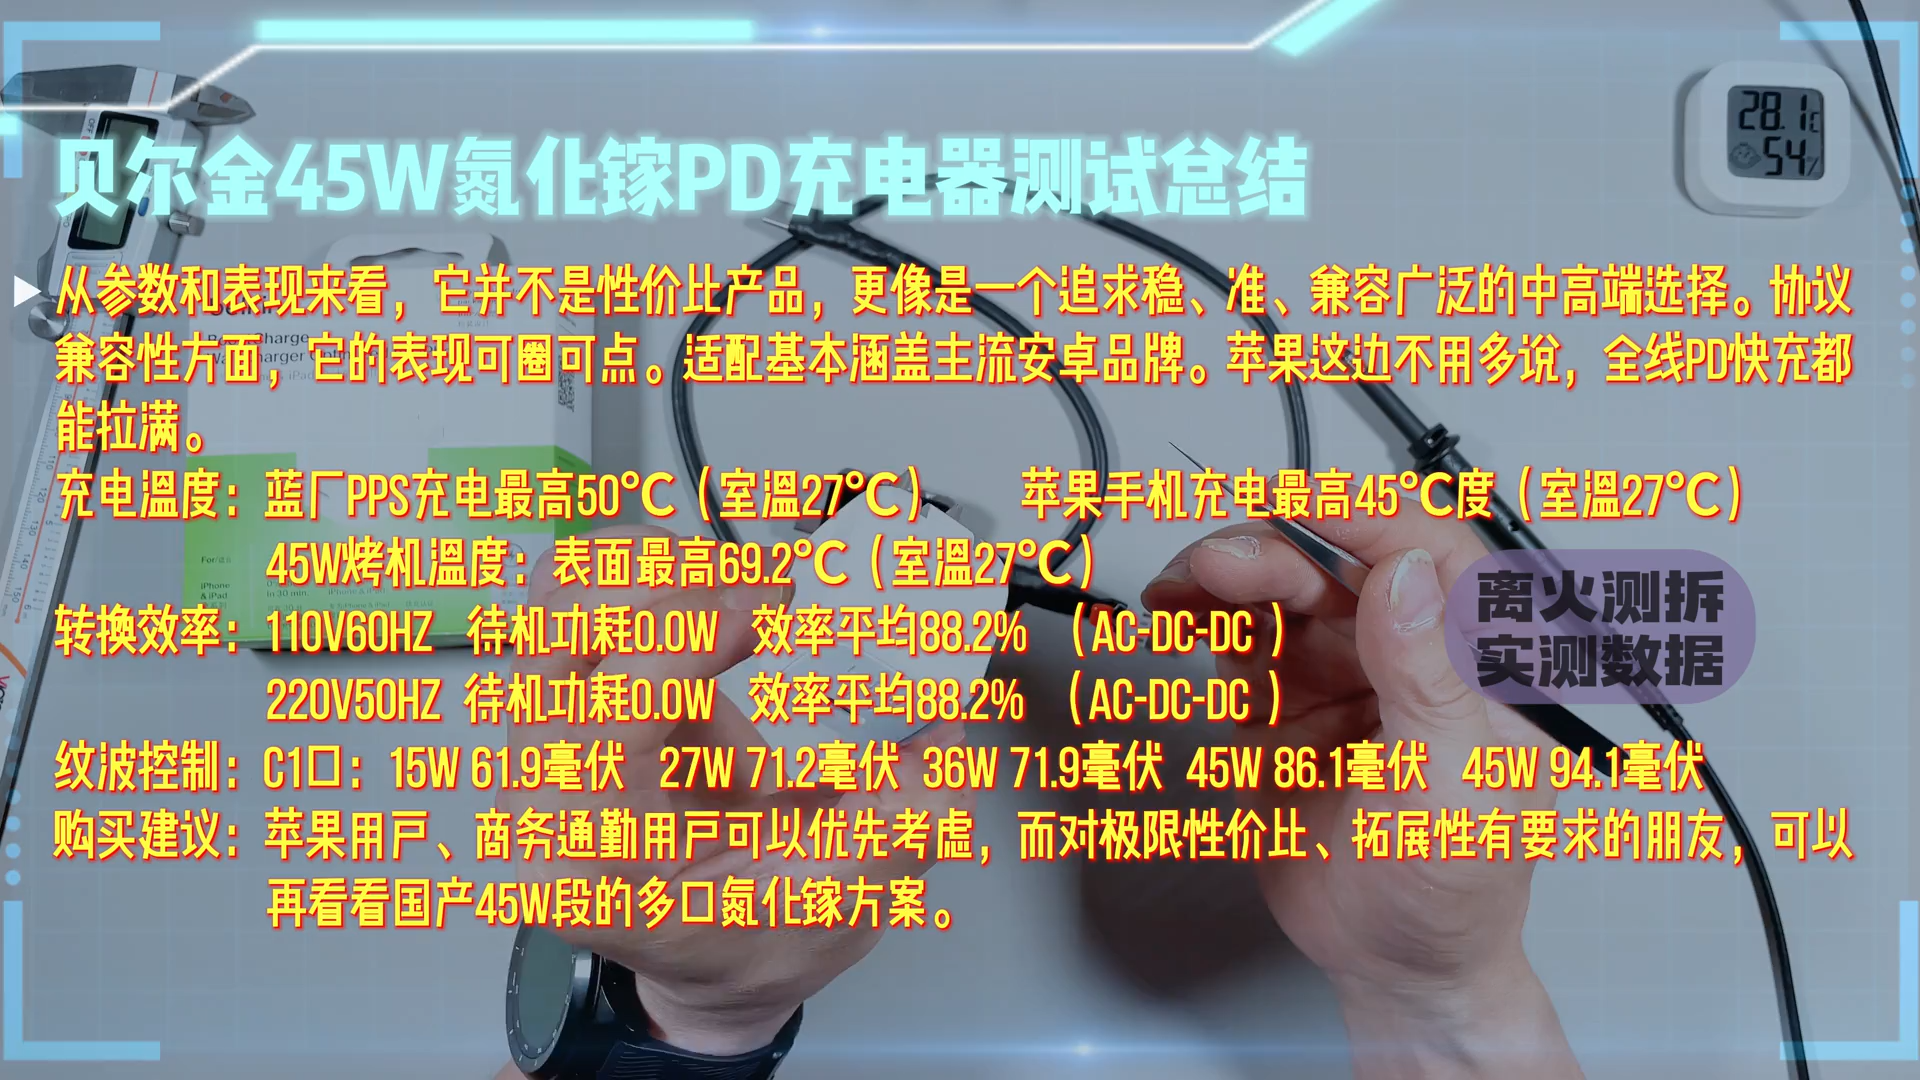 贝尔金45W氮化镓PD充电器测试总结
28.1℃
54%
从参数和表现来看，它并不是性价比产品，更像是一个追求稳、准、兼容广泛的中高端选择。协议
兼容性方面，它的表现可圈可点。适配基本涵盖主流安卓品牌。苹果这边不用多说，全线PD快充都
能拉满。
充电温度：蓝厂PPS充电最高50℃（室温27℃） 苹果手机充电最高45℃度（室温27℃）
45W烤机温度：表面最高69.2℃（室温27℃）
转换效率：110V60HZ 待机功耗0.0W 效率平均88.2% （AC-DC-DC ）
220V50HZ 待机功耗0.0W 效率平均88.2% （AC-DC-DC ）
纹波控制：C1口：15W 61.9毫伏 27W 71.2毫伏 36W 71.9毫伏 45W 86.1毫伏 45W 94.1毫伏
购买建议：苹果用户、商务通勤用户可以优先考虑，而对极限性价比、拓展性有要求的朋友，可以
再看看国产45W段的多口氮化镓方案。
离火测拆
实测数据
iPhone
& iPad